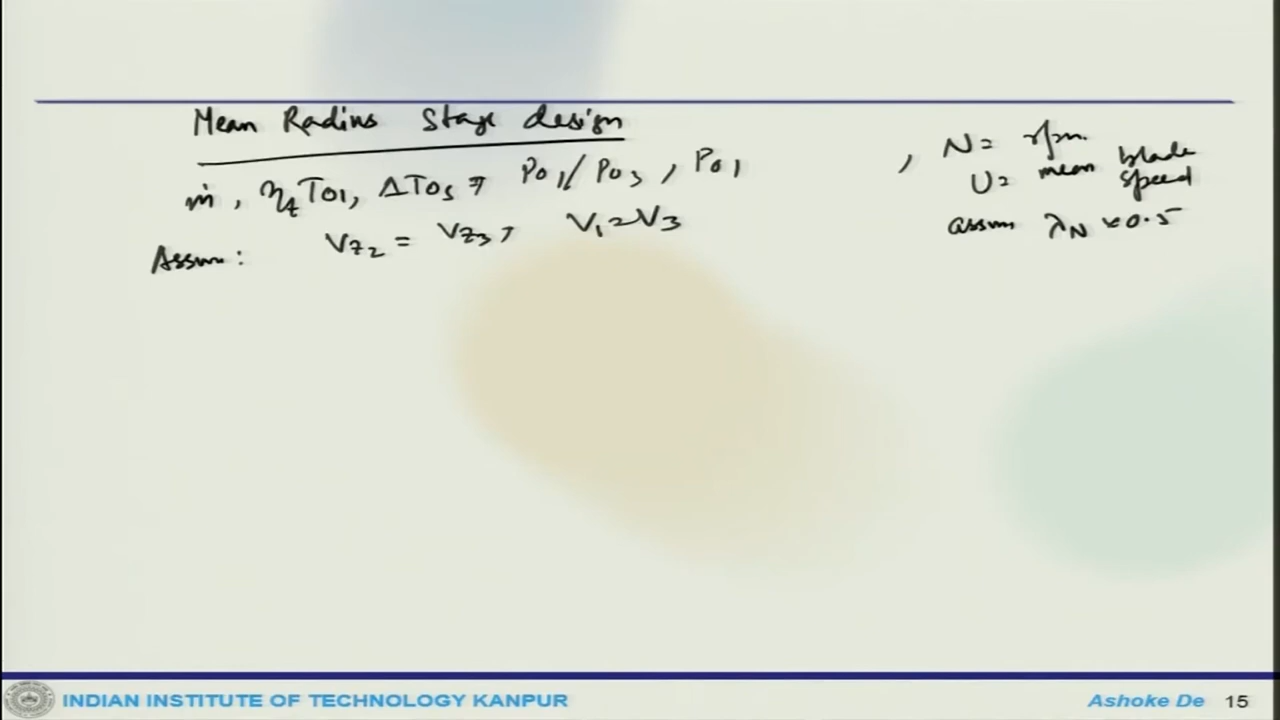 Mean Radius Stage design
ṁ, ηt T01, ΔT0s, P01/P03, P01, N = rpm
U = mean blade speed
Assum: Vz2 = Vz3, V1 = V3
assum λN ≈ 0.5
INDIAN INSTITUTE OF TECHNOLOGY KANPUR
Ashoke De 15